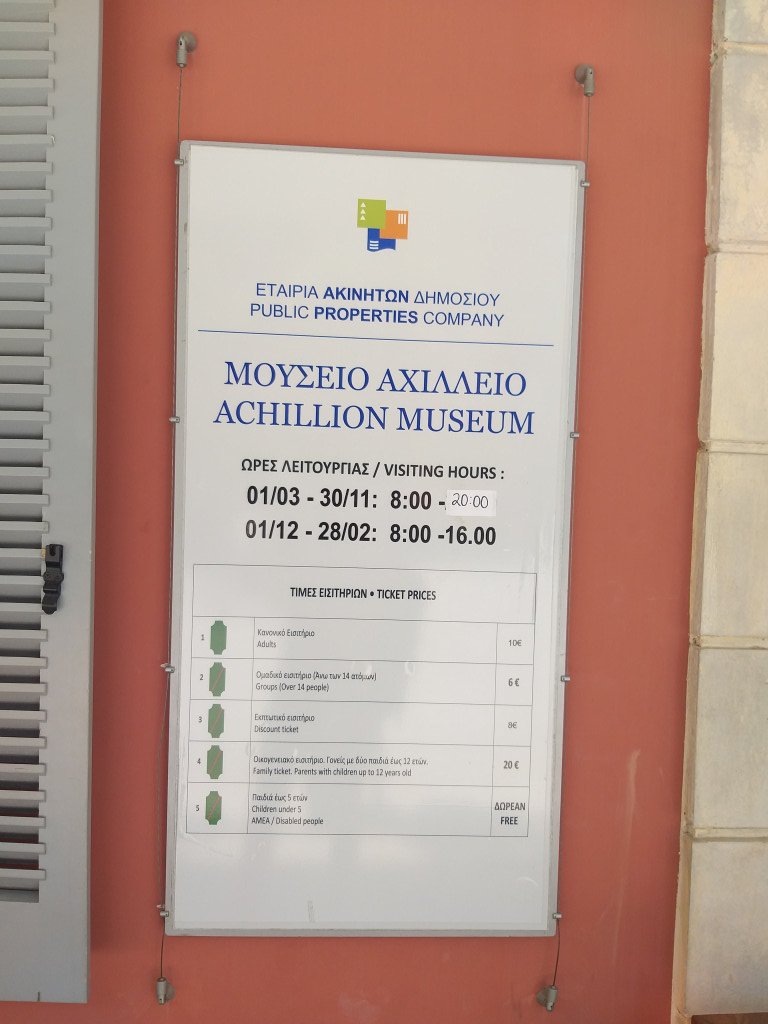 ΕΤΑΙΡΙΑ ΑΚΙΝΗΤΩΝ ΔΗΜΟΣΙΟΥ
PUBLIC PROPERTIES COMPANY
ΜΟΥΣΕΙΟ ΑΧΙΛΛΕΙΟ
ACHILLION MUSEUM
ΩΡΕΣ ΛΕΙΤΟΥΡΓΙΑΣ / VISITING HOURS :
01/03 - 30/11: 8:00 - 20:00
01/12 - 28/02: 8:00 -16.00
ΤΙΜΕΣ ΕΙΣΙΤΗΡΙΩΝ • TICKET PRICES
1 Κανονικό Εισιτήριο 10€
Adults
2 Ομαδικό εισιτήριο (Άνω των 14 ατόμων) 6 €
Groups (Over 14 people)
3 Εκπτωτικό εισιτήριο 8€
Discount ticket
4 Οικογενειακό εισιτήριο. Γονείς με δύο παιδιά έως 12 ετών. 20 €
Family ticket. Parents with children up to 12 years old
5 Παιδιά έως 5 ετών ΔΩΡΕΑΝ
Children under 5 FREE
ΑΜΕΑ / Disabled people